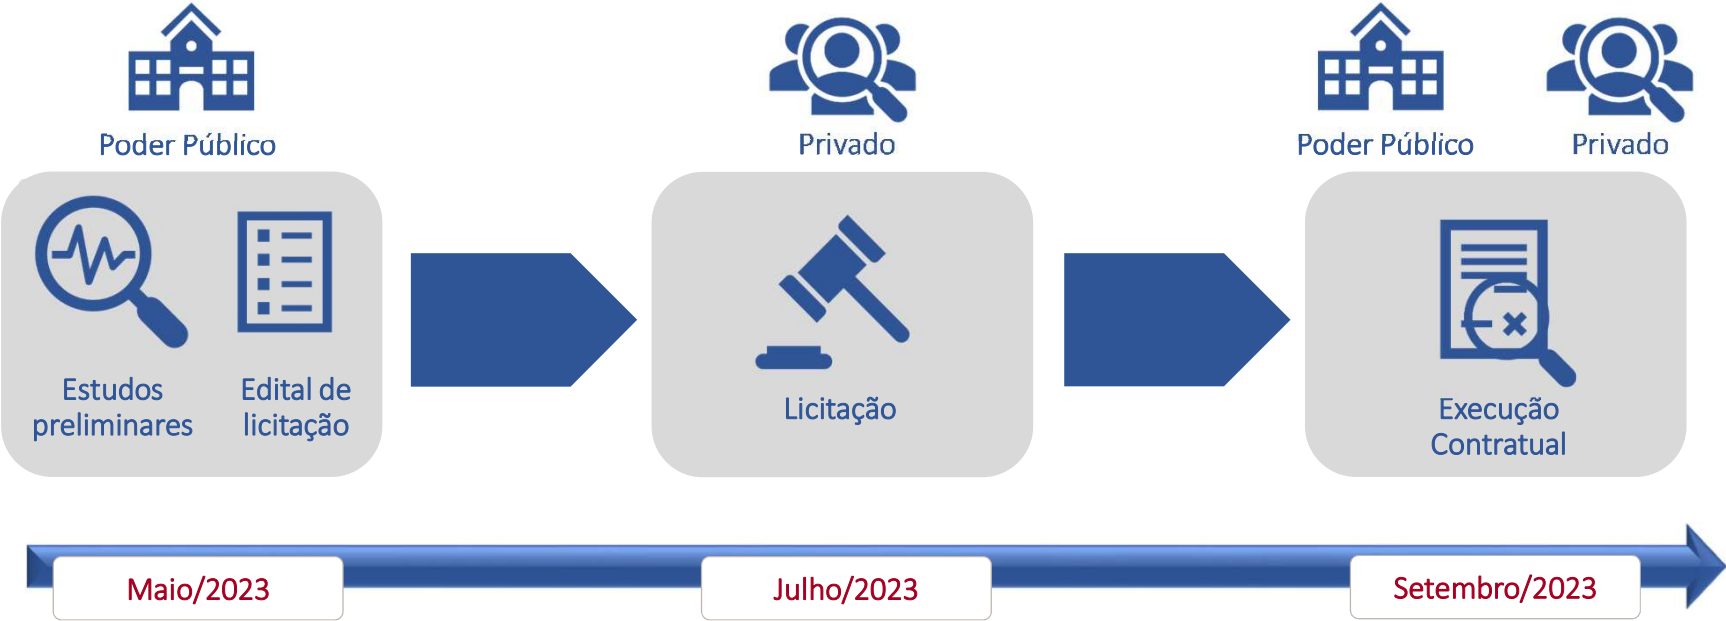 Poder Público
Privado
Poder Público
Privado
Estudos
preliminares
Edital de
licitação
Licitação
Execução
Contratual
Maio/2023
Julho/2023
Setembro/2023